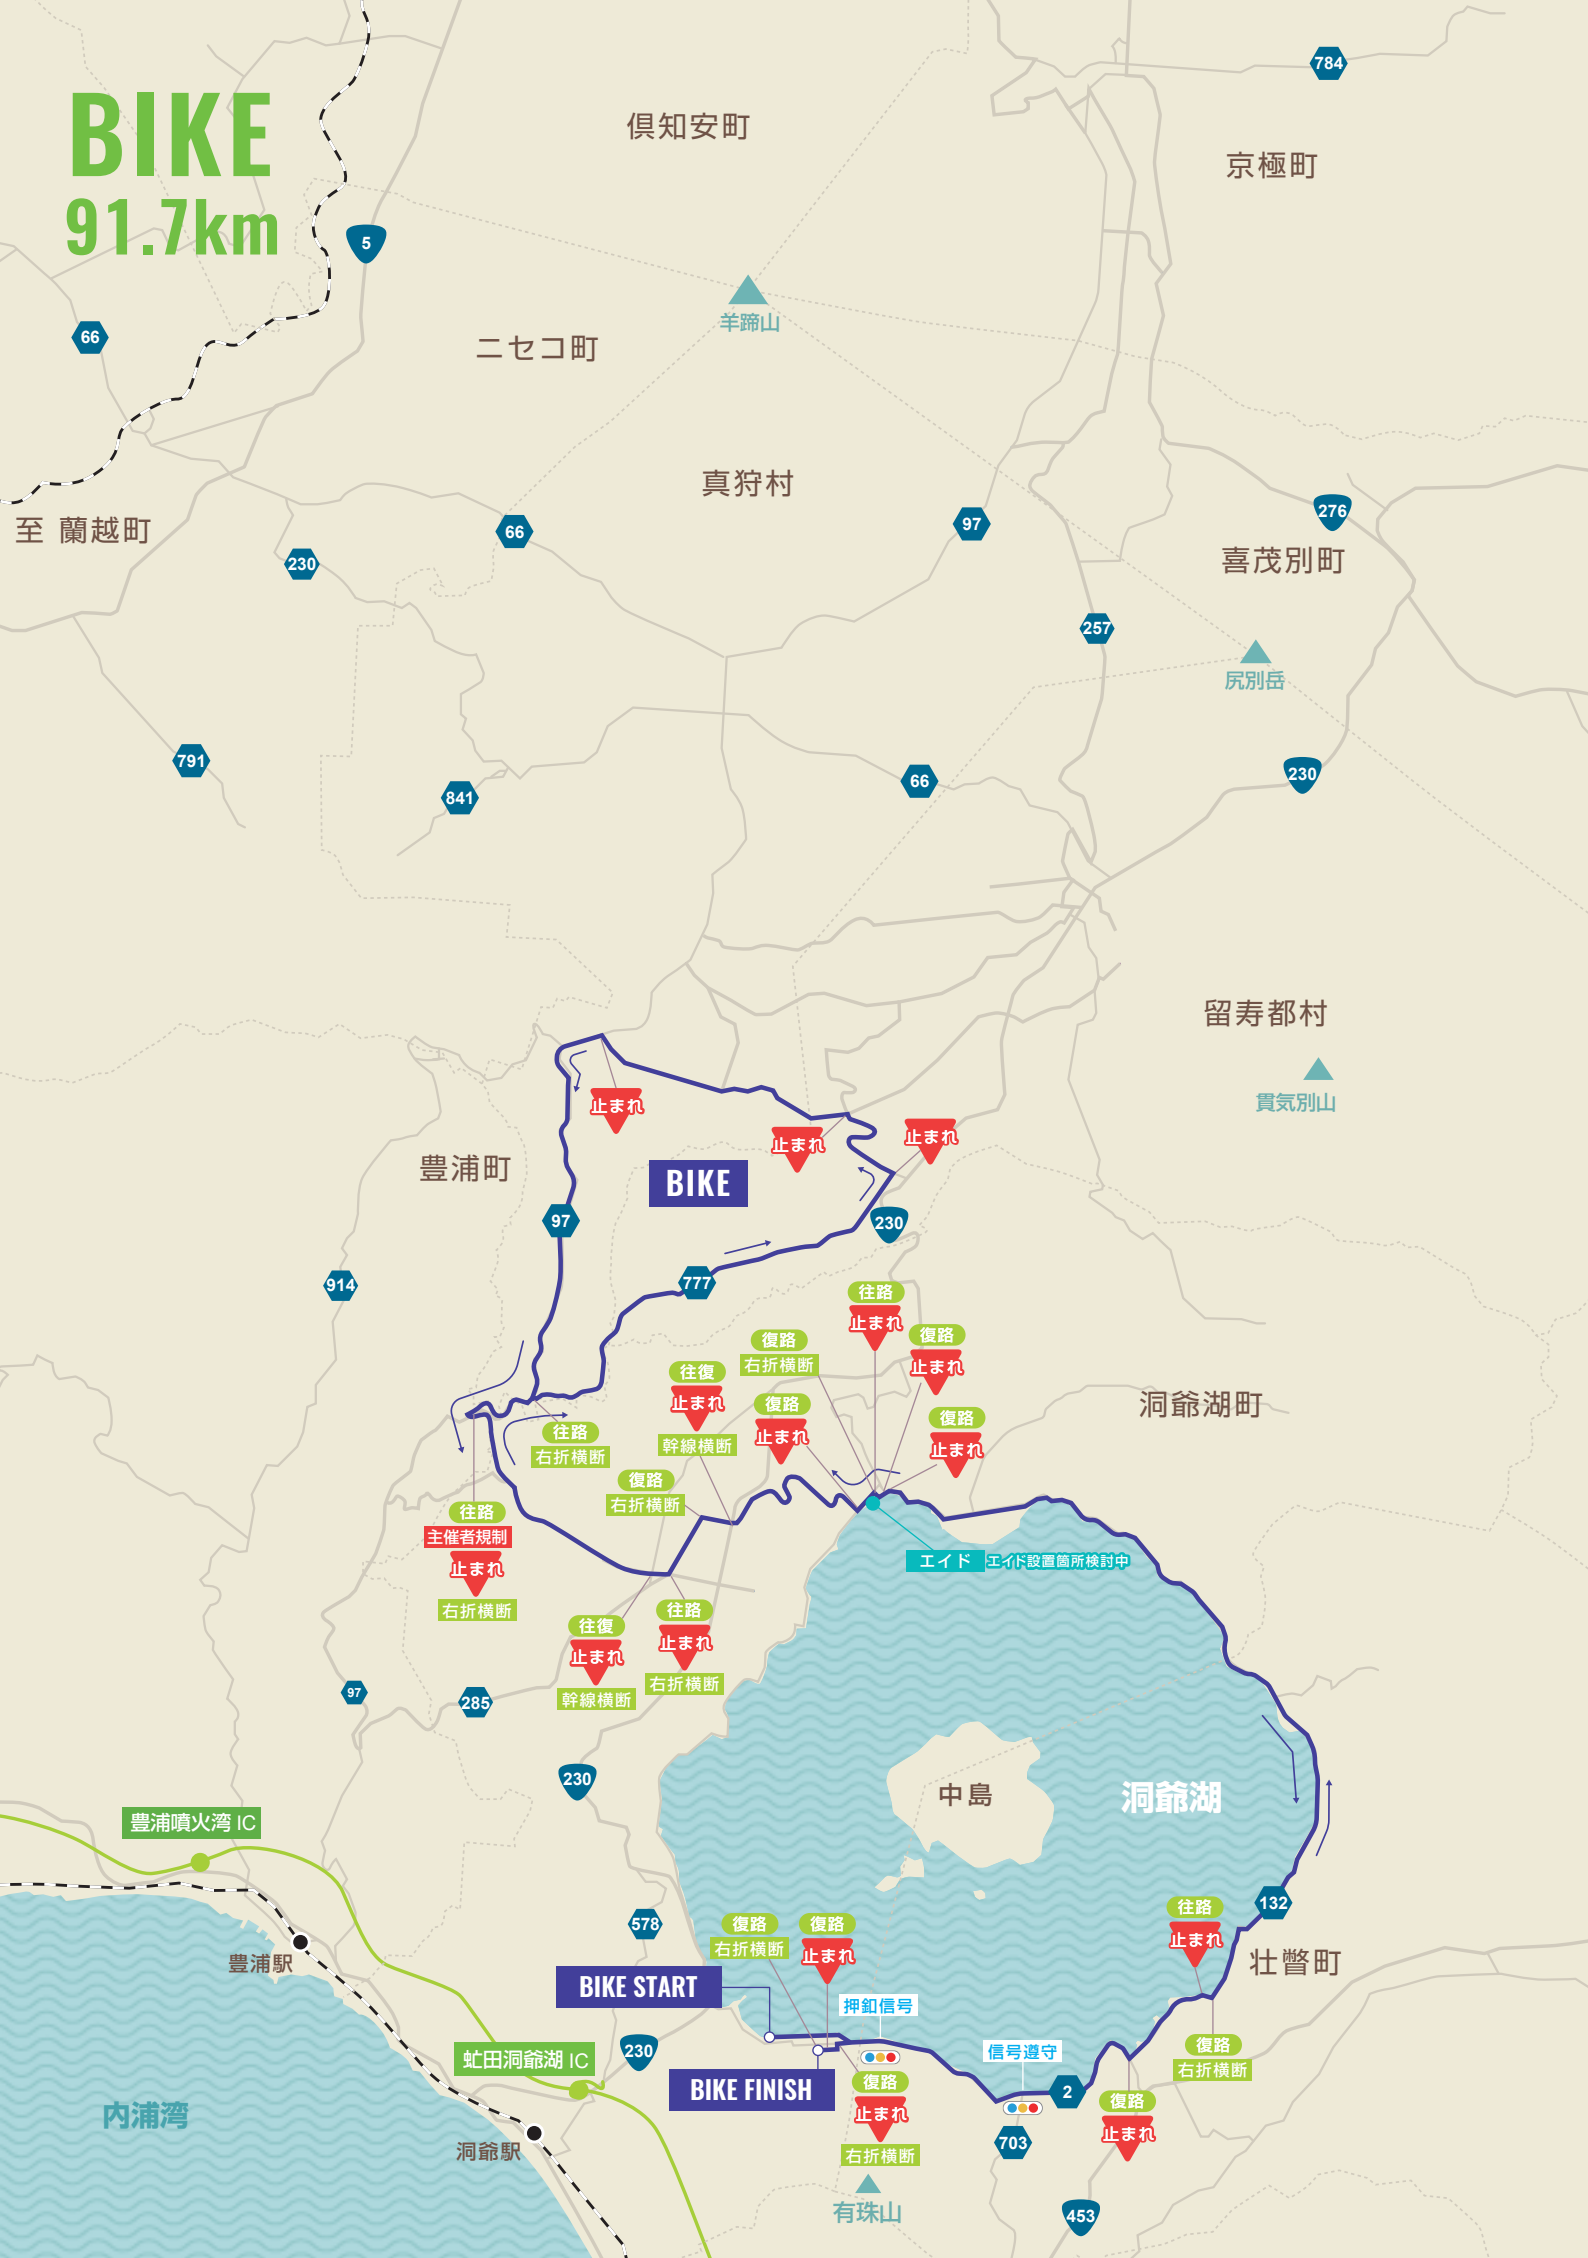 BIKE
91.7km
784
倶知安町
京極町
5
66
羊蹄山
ニセコ町
真狩村
至 蘭越町
66
97
276
230
喜茂別町
257
尻別岳
791
841
66
230
留寿都村
貫気別山
止まれ
止まれ
止まれ
豊浦町
BIKE
97
230
914
777
往路
止まれ
復路
右折横断
復路
止まれ
往復
止まれ
幹線横断
復路
止まれ
復路
止まれ
洞爺湖町
往路
右折横断
復路
右折横断
往路
主催者規制
止まれ
右折横断
エイド
エイド設置箇所検討中
往復
止まれ
幹線横断
往路
止まれ
右折横断
97
285
230
中島
洞爺湖
豊浦噴火湾 IC
132
往路
止まれ
578
復路
右折横断
復路
止まれ
豊浦駅
壮瞥町
BIKE START
押釦信号
信号遵守
復路
右折横断
虻田洞爺湖 IC
230
BIKE FINISH
復路
止まれ
右折横断
2
復路
止まれ
703
内浦湾
洞爺駅
有珠山
453